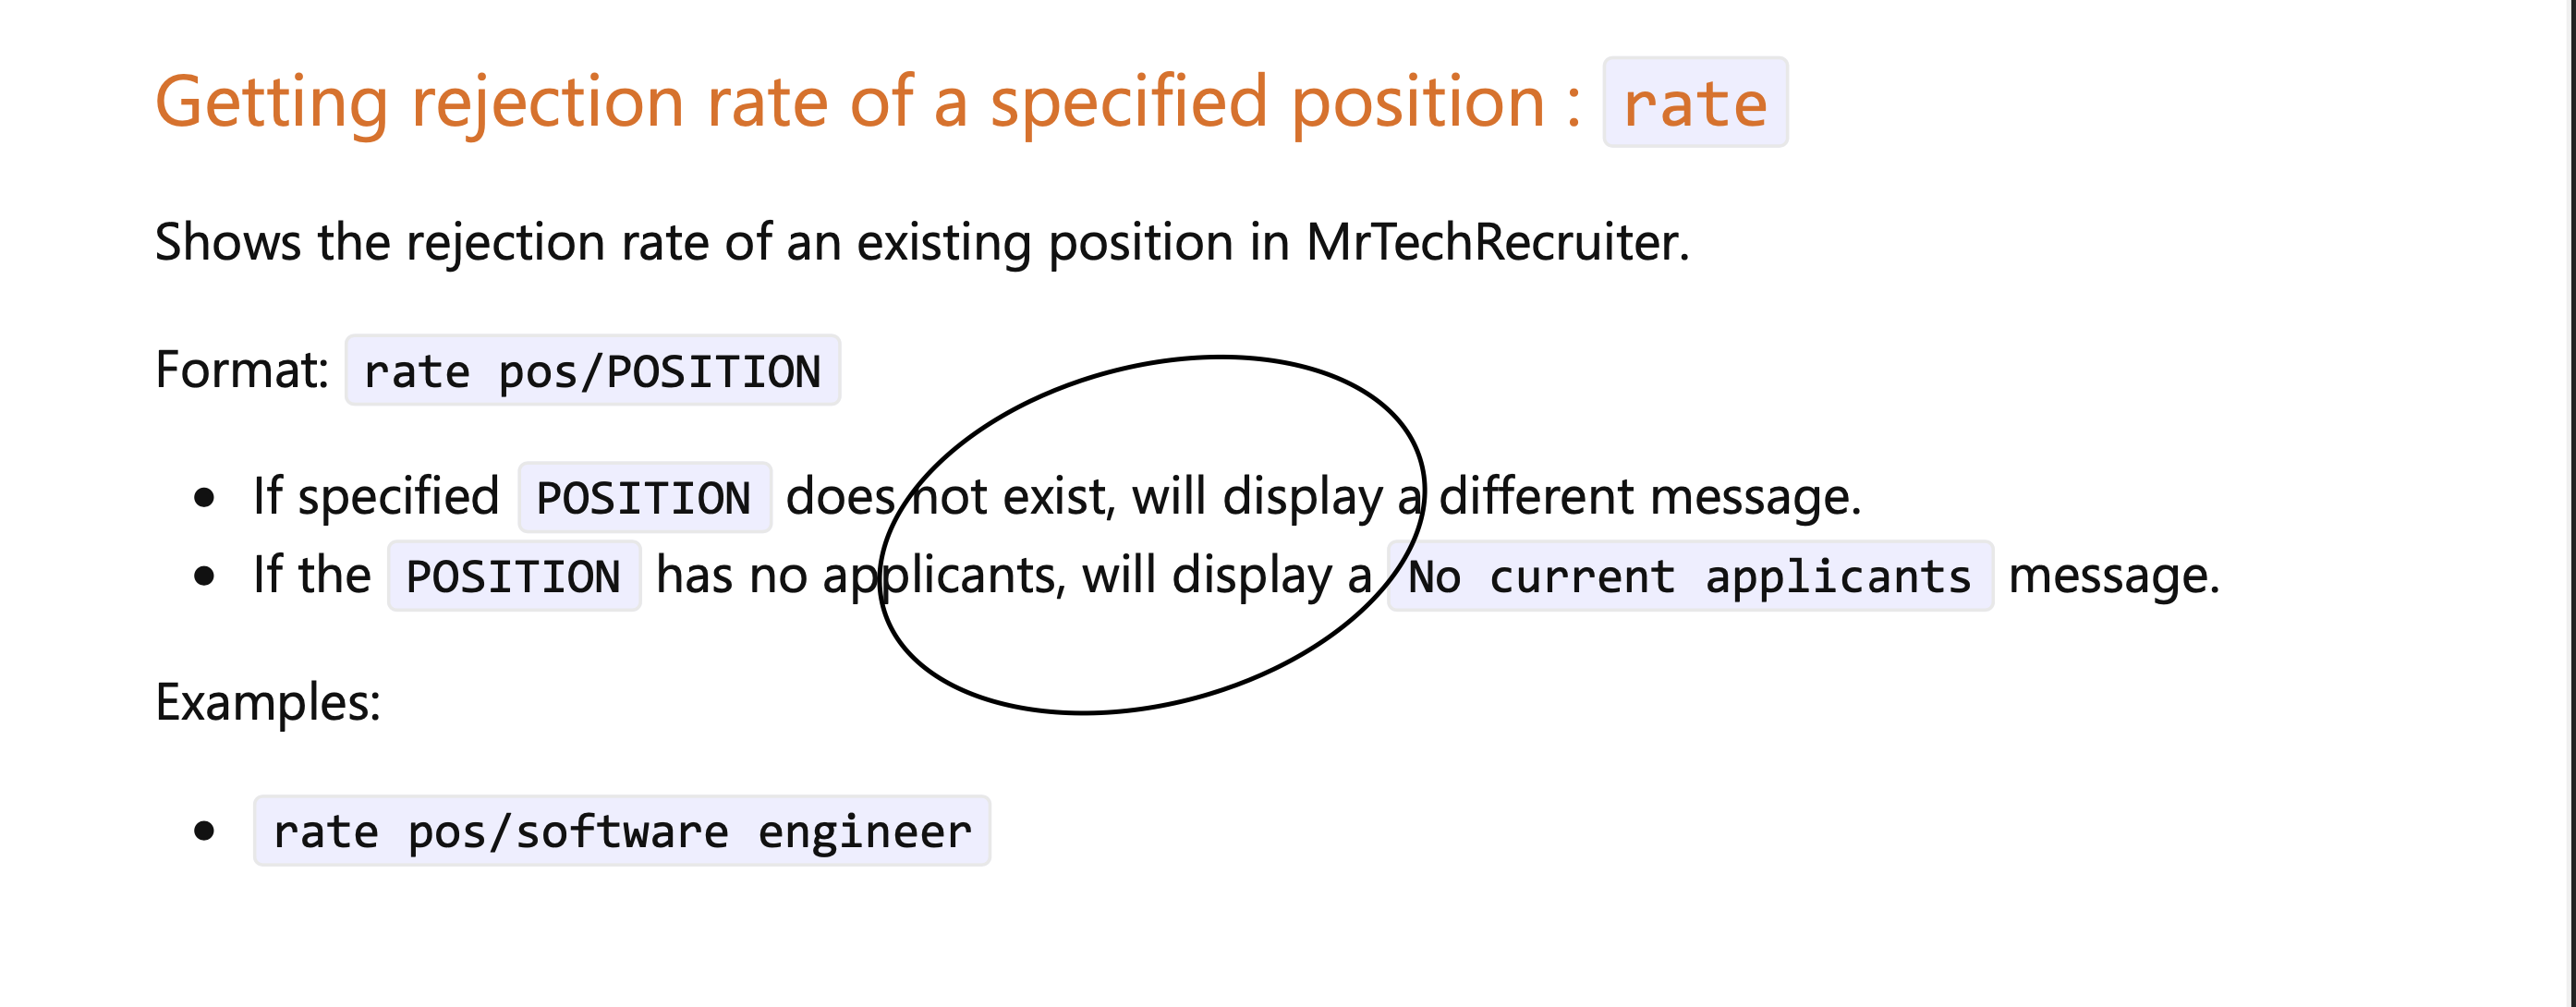 Getting rejection rate of a specified position : rate
Shows the rejection rate of an existing position in MrTechRecruiter.
Format: rate pos/POSITION
If specified POSITION does not exist, will display a different message.
If the POSITION has no applicants, will display a No current applicants message.
Examples:
rate pos/software engineer